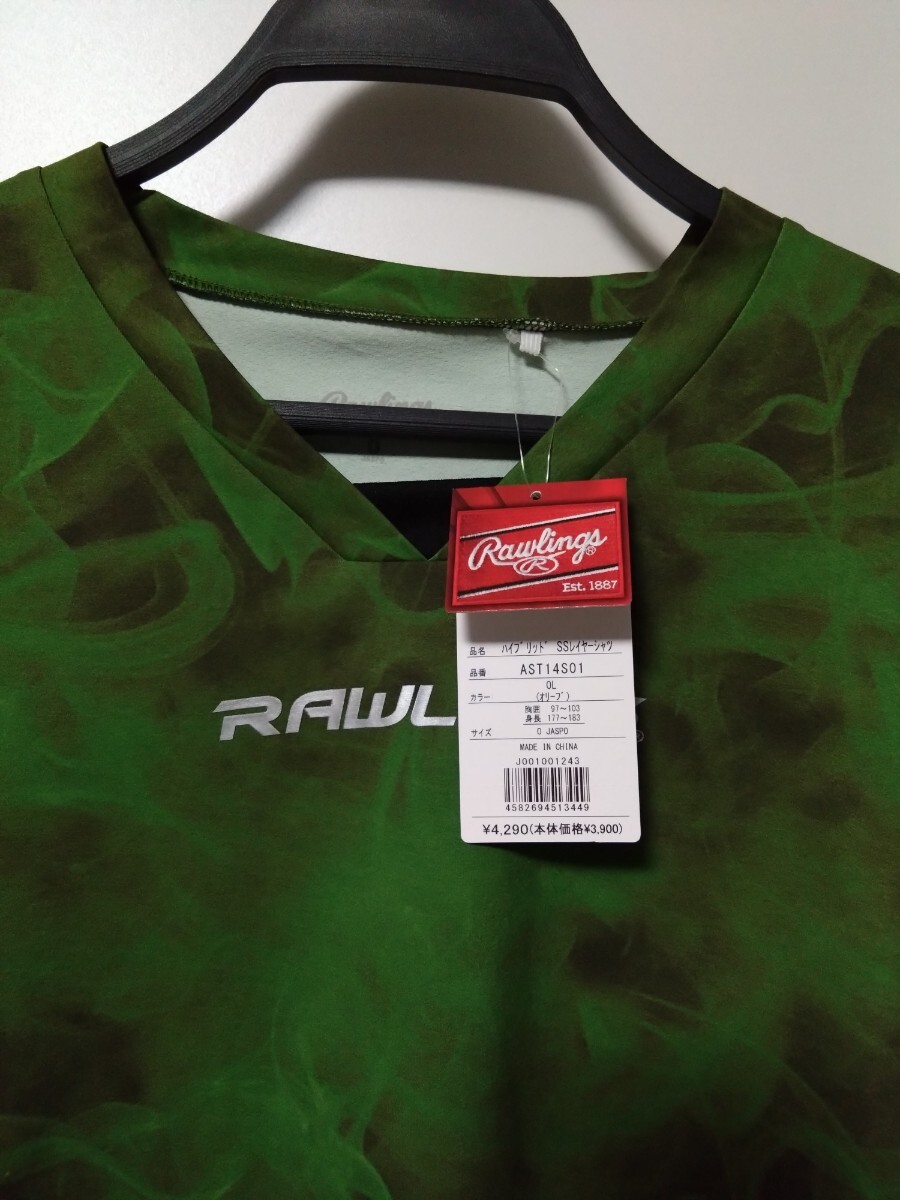 Rawlings
Rawlings®
R
Est. 1887
品名 ハイブリッド SSレイヤーシャツ
品番 AST14S01
OL
カラー (オリーブ)
胸囲 97~103
身長 177~183
サイズ O JASPO
MADE IN CHINA
J001001243
4582694513449
¥4,290(本体価格¥3,900)
RAWL